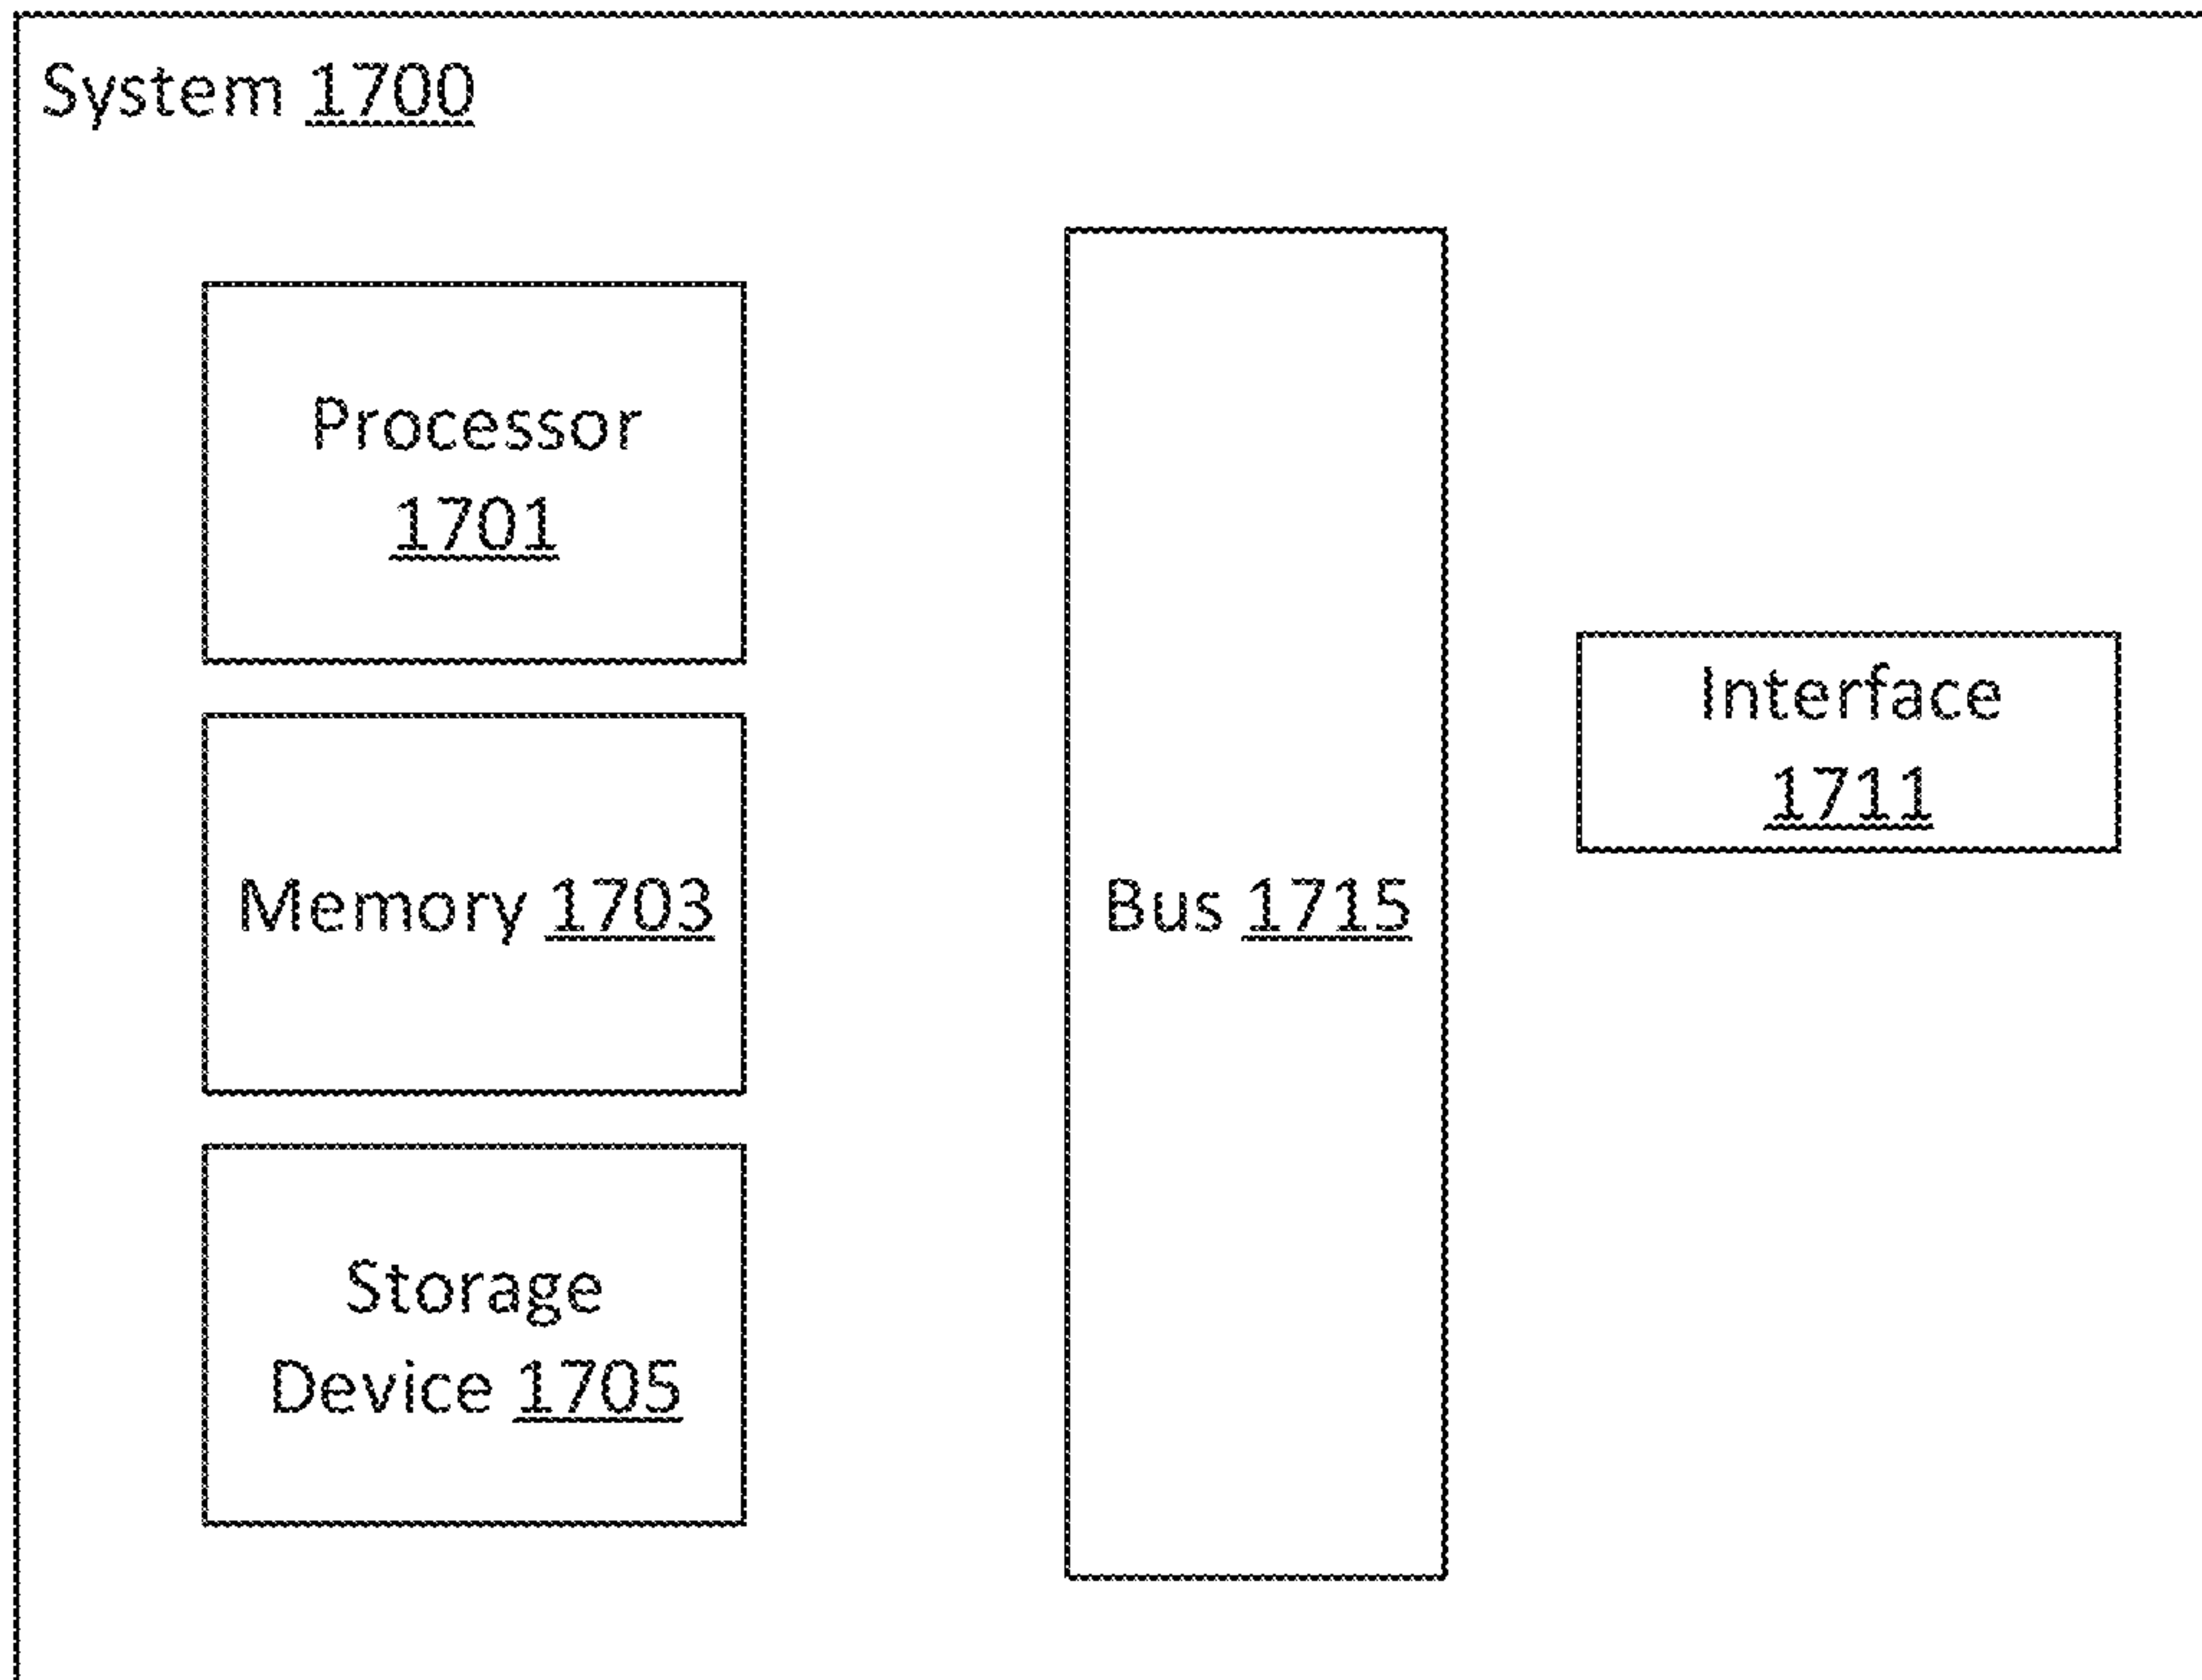 System 1700
Processor
1701
Memory 1703
Storage
Device 1705
Bus 1715
Interface
1711